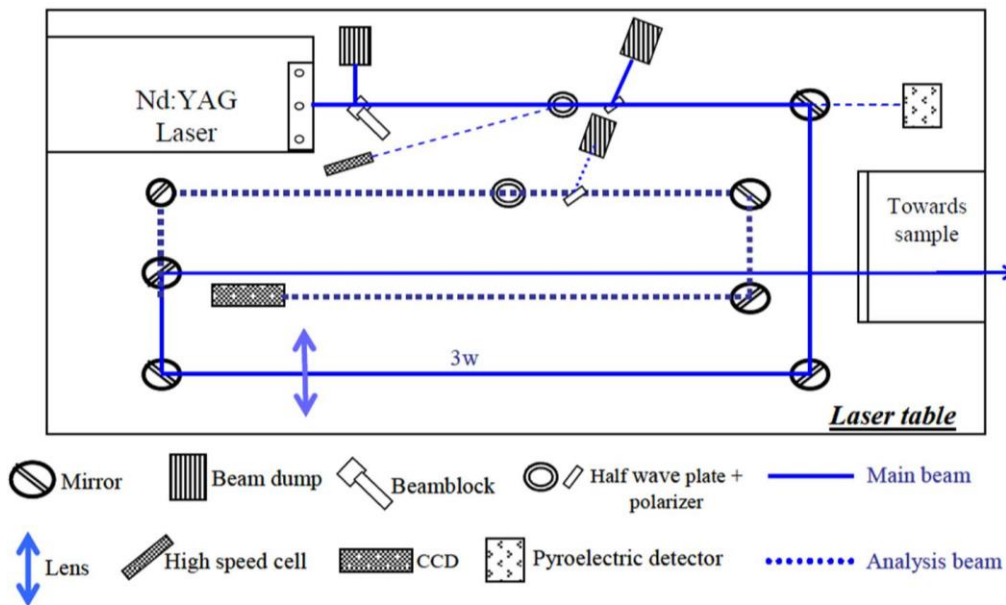 Nd:YAG
Laser
Towards
sample
3w
Laser table
Mirror
Beam dump
Beamblock
Half wave plate +
polarizer
Main beam
Lens
High speed cell
CCD
Pyroelectric detector
Analysis beam